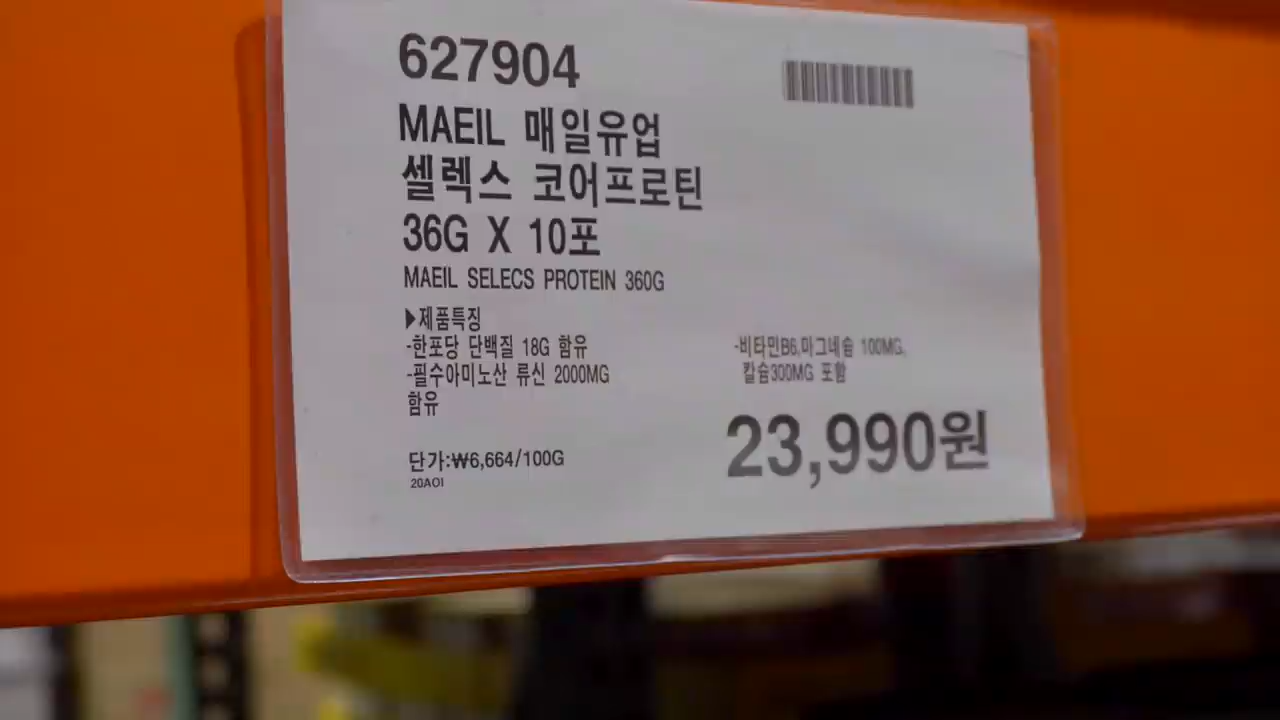 627904
MAEIL 매일유업
셀렉스 코어프로틴
36G X 10포
MAEIL SELECS PROTEIN 360G
▶제품특징
-한포당 단백질 18G 함유
-필수아미노산 류신 2000MG
함유
-비타민B6,마그네슘 100MG,
칼슘300MG 포함
단가:₩6,664/100G
20AOI
23,990원